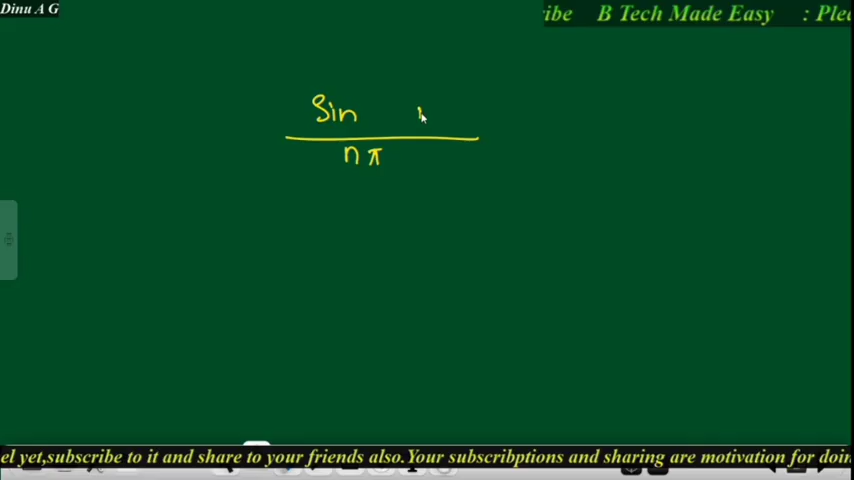 Dinu A G
ibe B Tech Made Easy : Ple
Sin
n π
el yet,subscribe to it and share to your friends also.Your subscribptions and sharing are motivation for doin